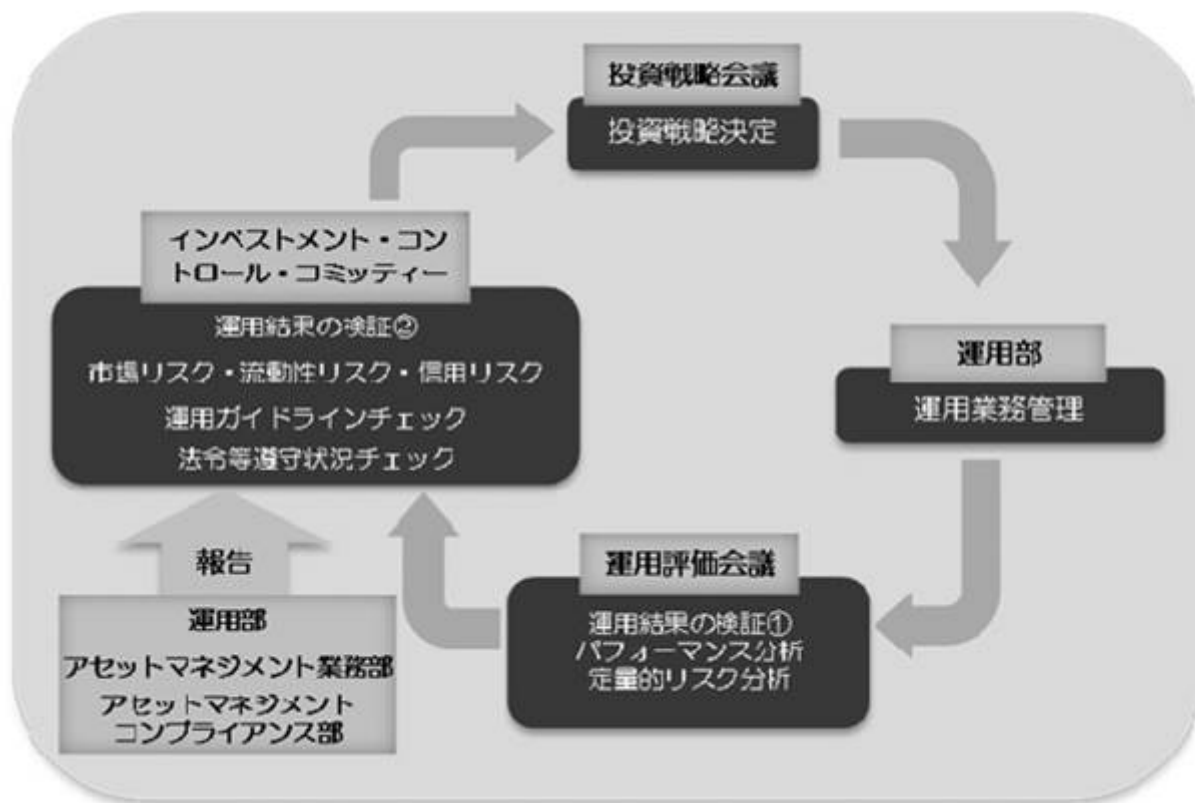 投資戦略会議
投資戦略決定
インベストメント・コン
トロール・コミッティー
運用結果の検証②
市場リスク・流動性リスク・信用リスク
運用ガイドラインチェック
法令等遵守状況チェック
運用部
運用業務管理
運用評価会議
運用結果の検証①
パフォーマンス分析
定量的リスク分析
報告
運用部
アセットマネジメント業務部
アセットマネジメント
コンプライアンス部